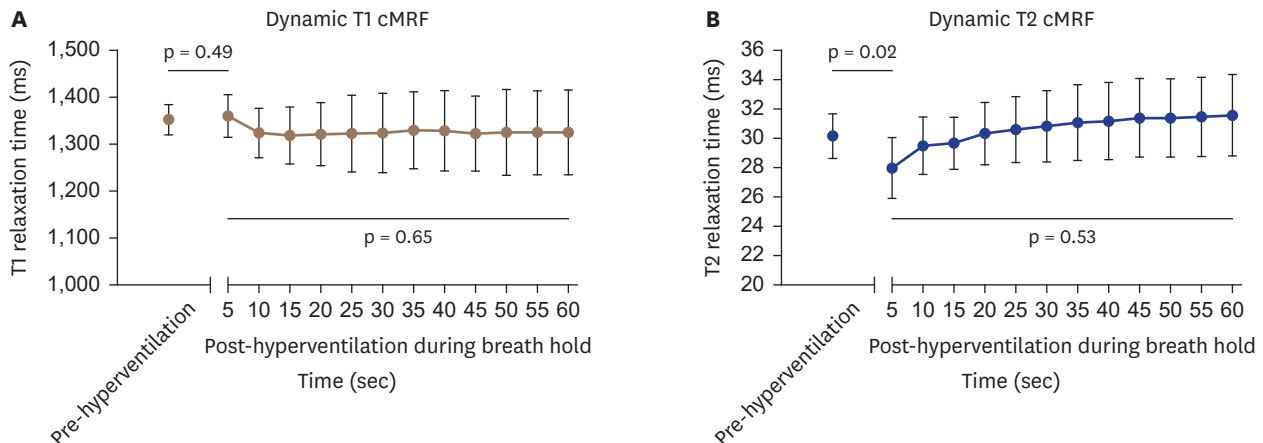 A
Dynamic T1 cMRF
T1 relaxation time (ms)
1,500
1,400
1,300
1,200
1,100
1,000
p = 0.49
p = 0.65
Pre-hyperventilation
5 10 15 20 25 30 35 40 45 50 55 60
Post-hyperventilation during breath hold
Time (sec)
B
Dynamic T2 cMRF
T2 relaxation time (ms)
36
34
32
30
28
26
24
22
20
p = 0.02
p = 0.53
Pre-hyperventilation
5 10 15 20 25 30 35 40 45 50 55 60
Post-hyperventilation during breath hold
Time (sec)